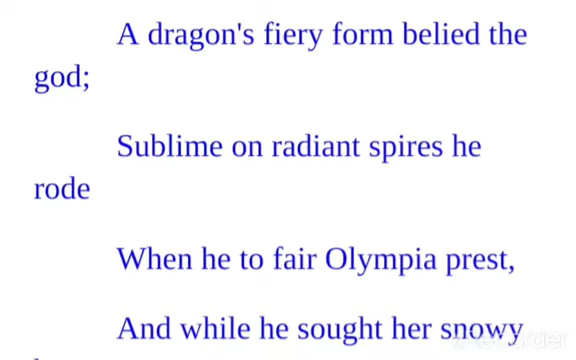 A dragon's fiery form belied the
god;
Sublime on radiant spires he
rode
When he to fair Olympia prest,
And while he sought her snowy